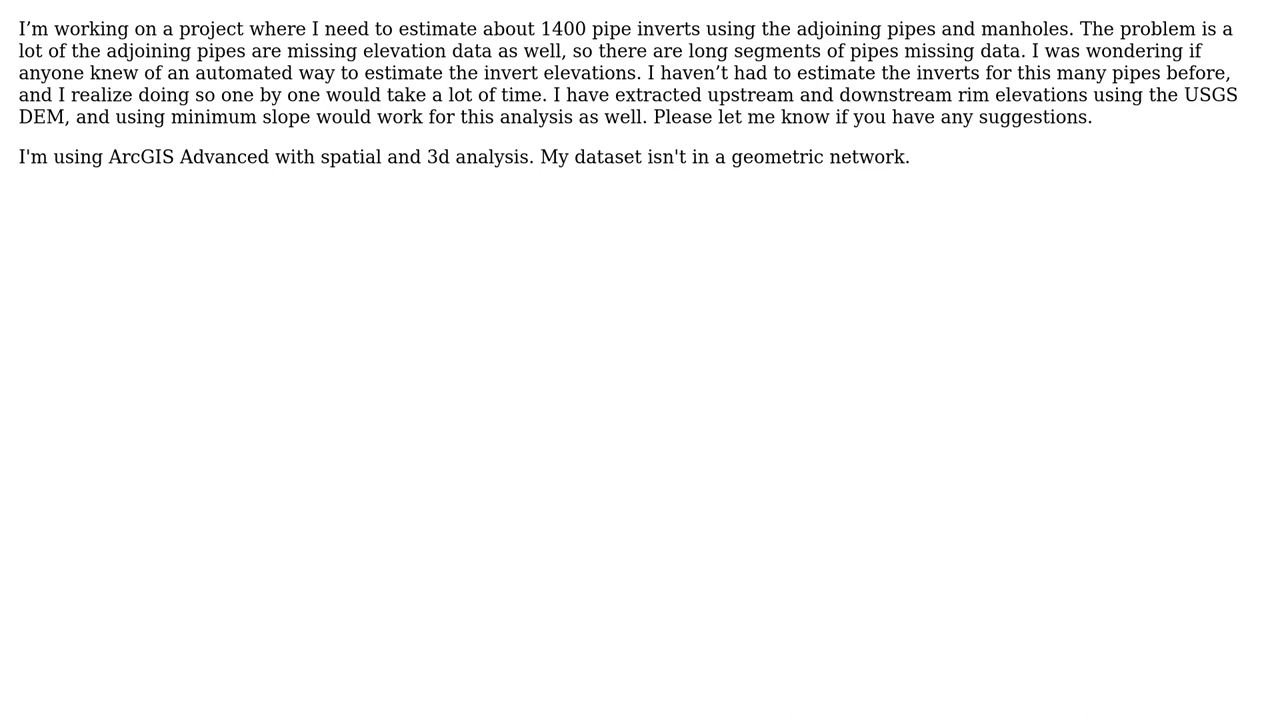 I’m working on a project where I need to estimate about 1400 pipe inverts using the adjoining pipes and manholes. The problem is a
lot of the adjoining pipes are missing elevation data as well, so there are long segments of pipes missing data. I was wondering if
anyone knew of an automated way to estimate the invert elevations. I haven’t had to estimate the inverts for this many pipes before,
and I realize doing so one by one would take a lot of time. I have extracted upstream and downstream rim elevations using the USGS
DEM, and using minimum slope would work for this analysis as well. Please let me know if you have any suggestions.
I'm using ArcGIS Advanced with spatial and 3d analysis. My dataset isn't in a geometric network.